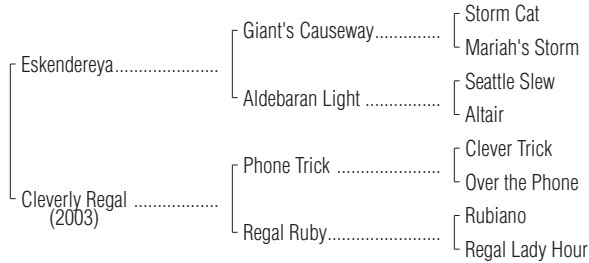 Storm Cat
Giant's Causeway..............
Mariah's Storm
Eskendereya......................
Seattle Slew
Aldebaran Light ................
Altair
Clever Trick
Phone Trick ......................
Over the Phone
Cleverly Regal ..................
(2003)
Rubiano
Regal Ruby........................
Regal Lady Hour